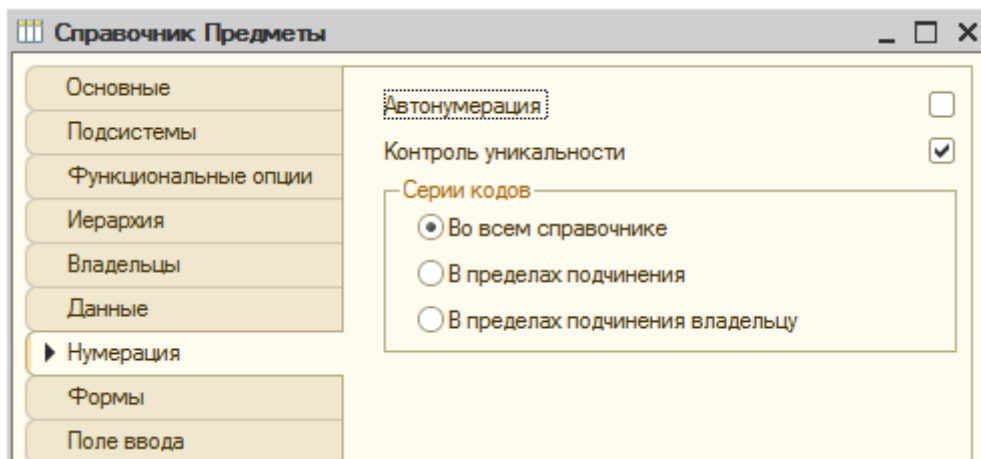 Справочник Предметы
Основные
Подсистемы
Функциональные опции
Иерархия
Владельцы
Данные
Нумерация
Формы
Поле ввода
Автонумерация
Контроль уникальности
Серии кодов
Во всем справочнике
В пределах подчинения
В пределах подчинения владельцу